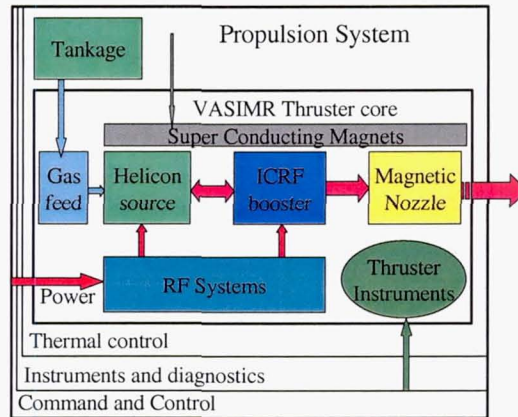 Propulsion System
Tankage
VASIMR Thruster core
Super Conducting Magnets
Gas
feed
Helicon
source
ICRF
booster
Magnetic
Nozzle
Power
RF Systems
Thruster
Instruments
Thermal control
Instruments and diagnostics
Command and Control